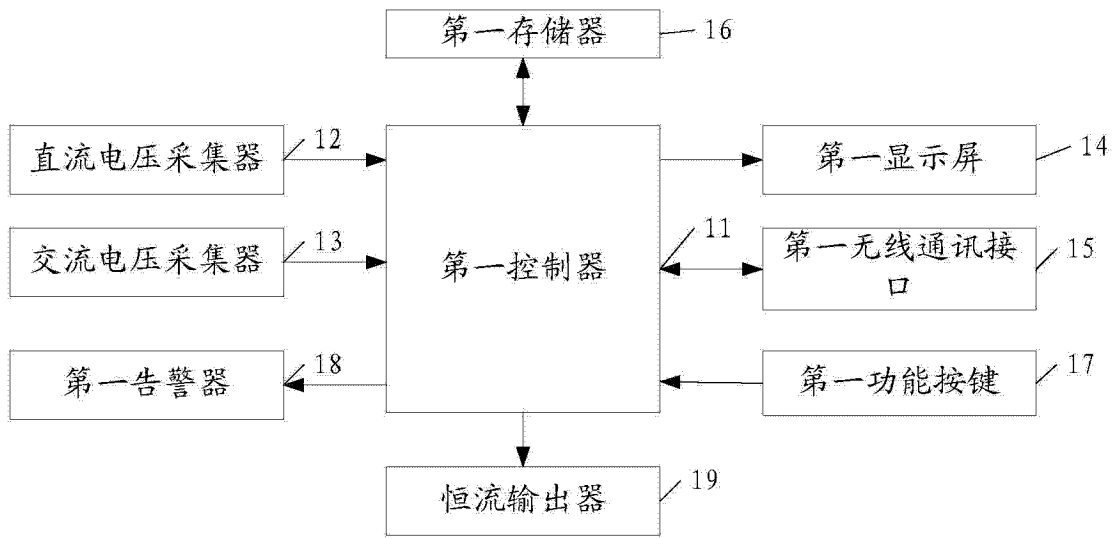 第一存储器
16
直流电压采集器
12
第一显示屏
14
交流电压采集器
13
第一控制器
11
第一无线通讯接
口
15
第一告警器
18
第一功能按键
17
恒流输出器
19